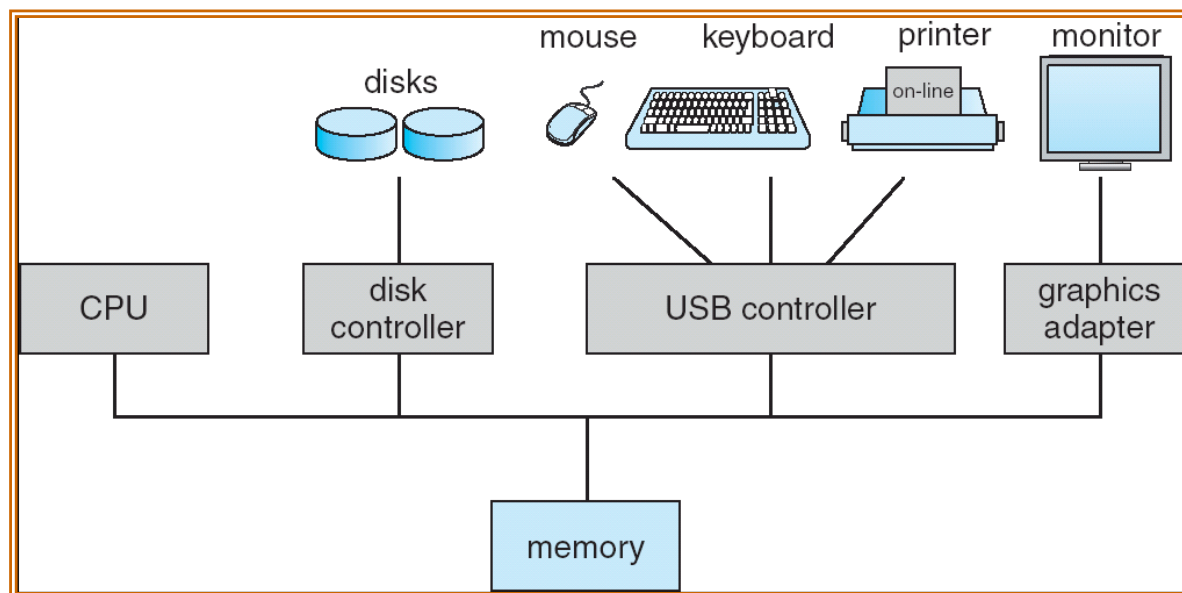 mouse keyboard printer monitor
disks
on-line
CPU
disk
controller
USB controller
graphics
adapter
memory